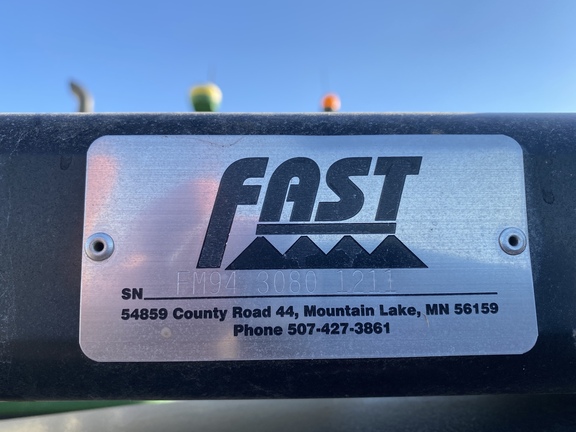 FAST
SN FM94 3080 1211
54859 County Road 44, Mountain Lake, MN 56159
Phone 507-427-3861